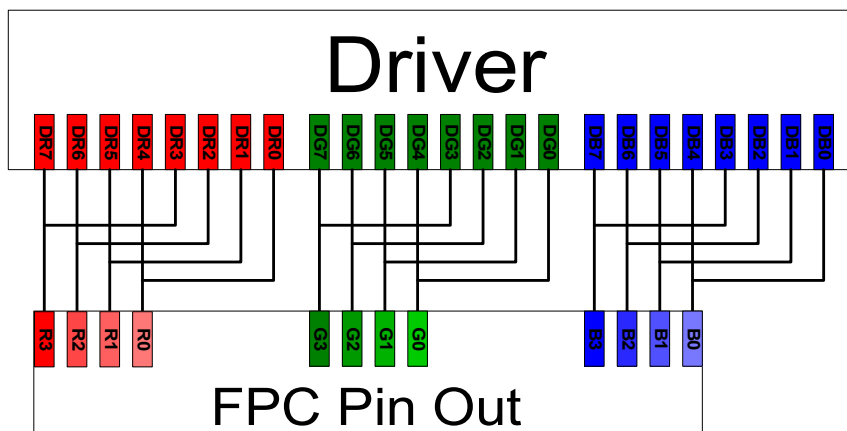 Driver
DR7 DR6 DR5 DR4 DR3 DR2 DR1 DR0 DG7 DG6 DG5 DG4 DG3 DG2 DG1 DG0 DB7 DB6 DB5 DB4 DB3 DB2 DB1 DB0
R3 R2 R1 R0 G3 G2 G1 G0 B3 B2 B1 B0
FPC Pin Out